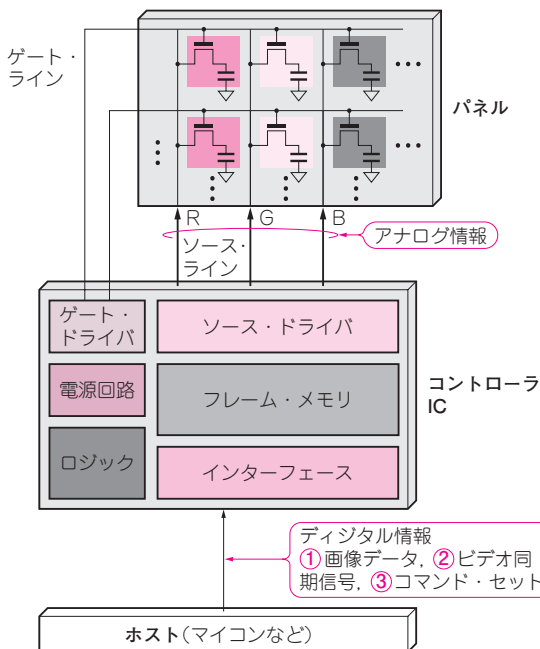 ゲート・
ライン
パネル
R G B
ソース・
ライン
アナログ情報
ゲート・
ドライバ
ソース・ドライバ
電源回路
フレーム・メモリ
コントローラ
IC
ロジック
インターフェース
ディジタル情報
①画像データ，②ビデオ同
期信号，③コマンド・セット
ホスト(マイコンなど)